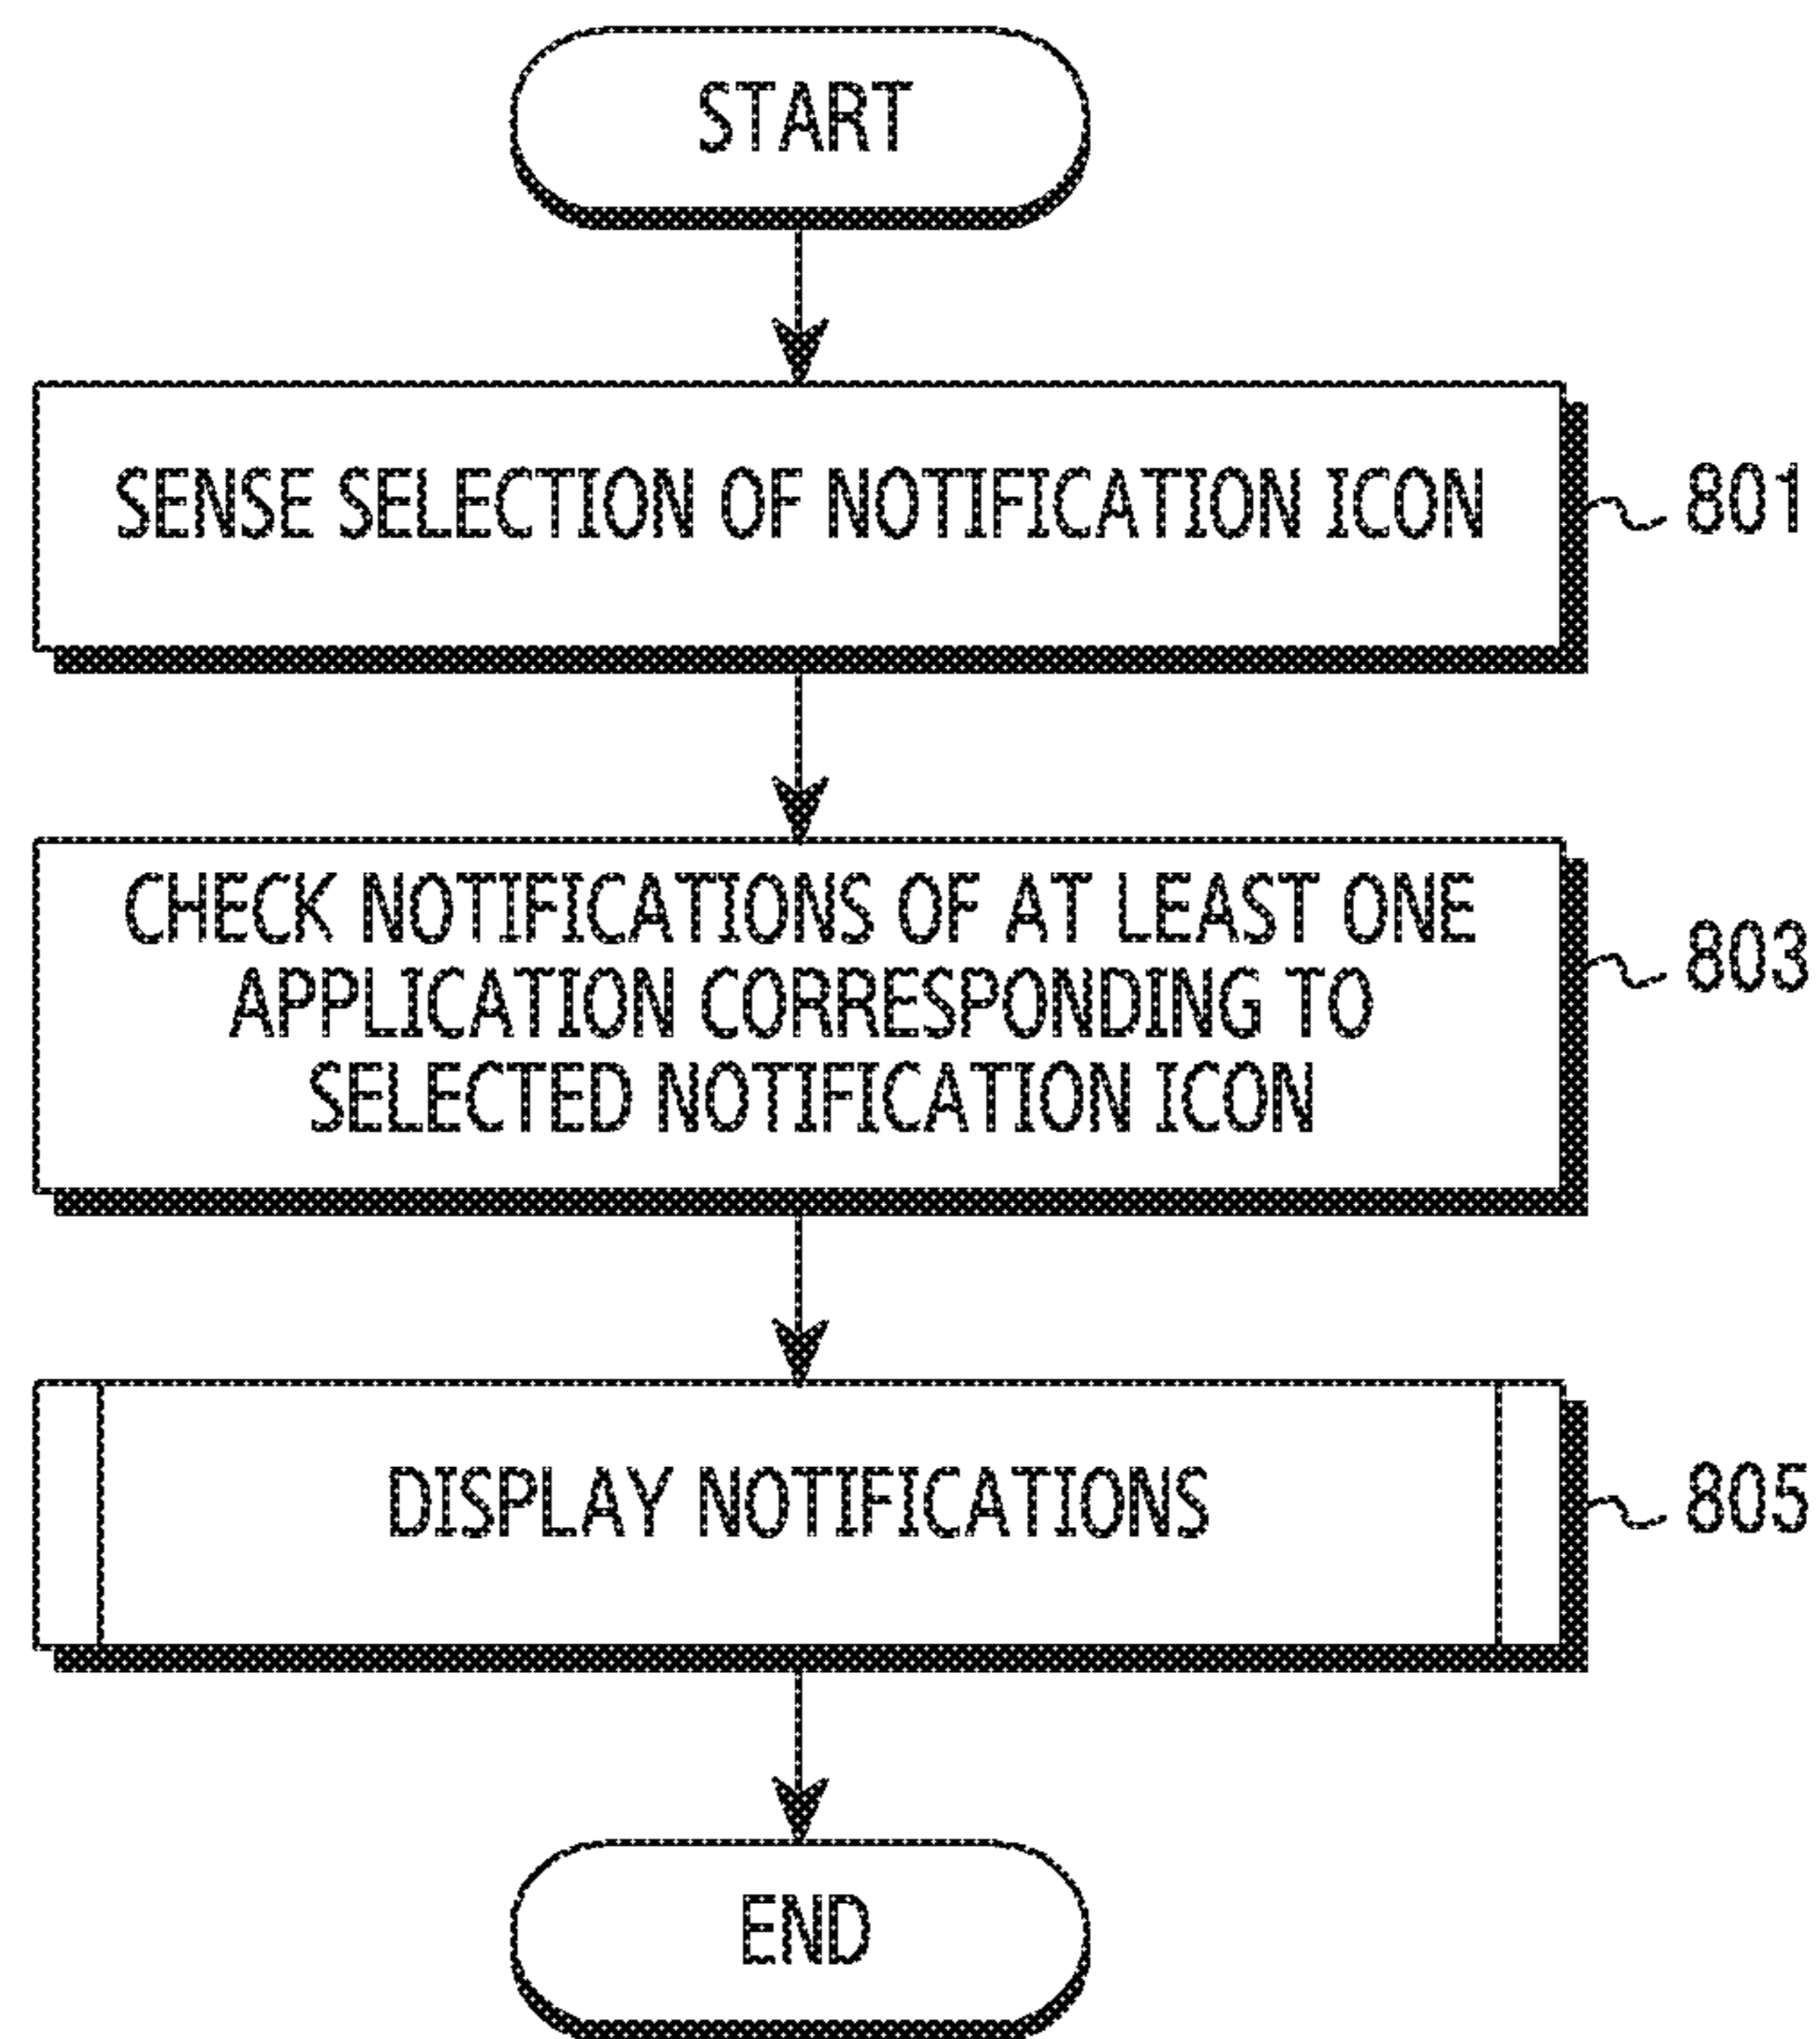 START
SENSE SELECTION OF NOTIFICATION ICON
801
CHECK NOTIFICATIONS OF AT LEAST ONE
APPLICATION CORRESPONDING TO
SELECTED NOTIFICATION ICON
803
DISPLAY NOTIFICATIONS
805
END